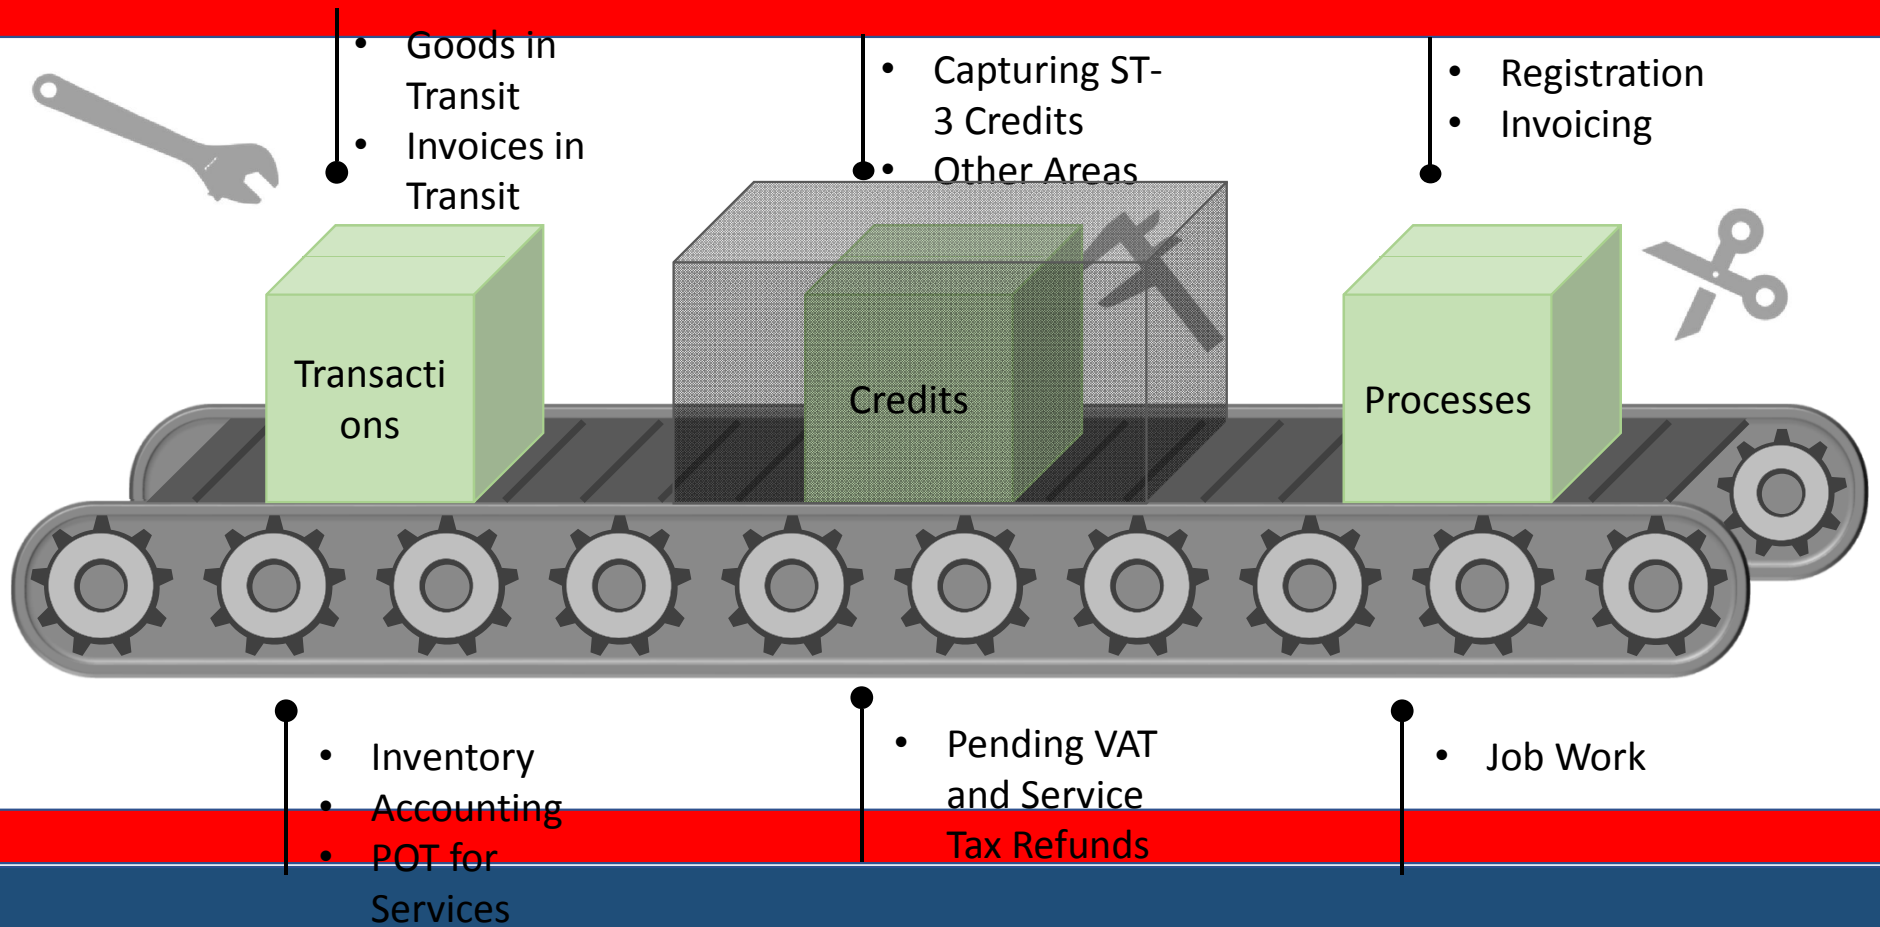 • Goods in
Transit
• Invoices in
Transit
• Capturing ST-
3 Credits
• Other Areas
• Registration
• Invoicing
Transacti
ons
Credits
Processes
• Inventory
• Accounting
• POT for
Services
• Pending VAT
and Service
Tax Refunds
• Job Work